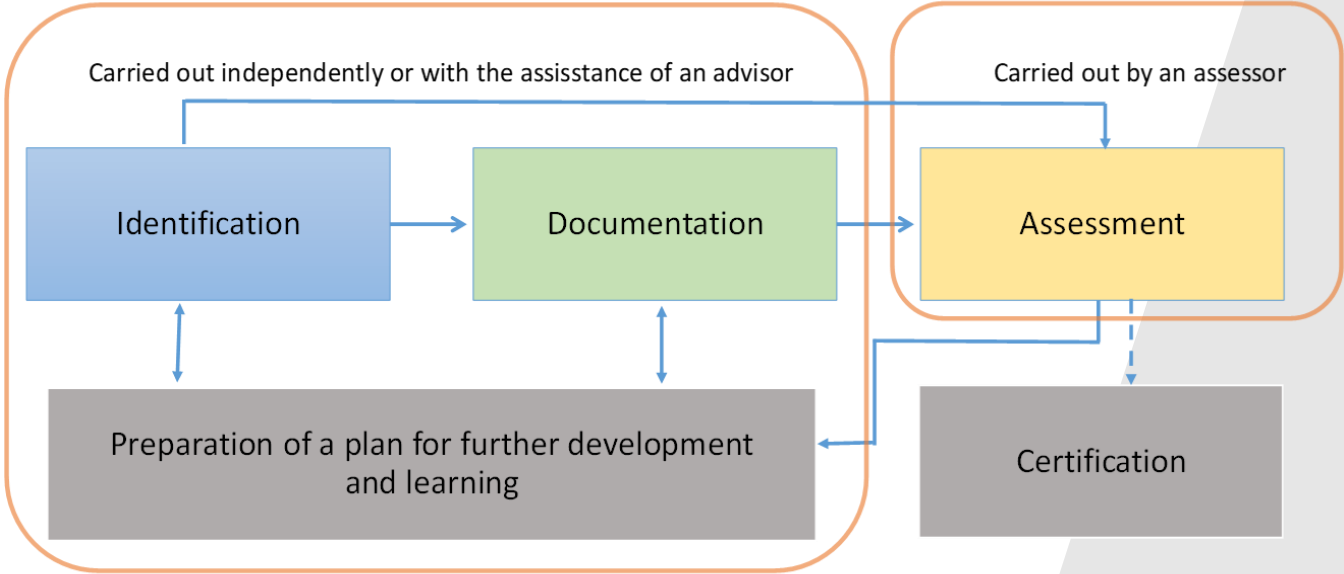 Carried out independently or with the assisstance of an advisor
Carried out by an assessor
Identification
Documentation
Assessment
Preparation of a plan for further development
and learning
Certification